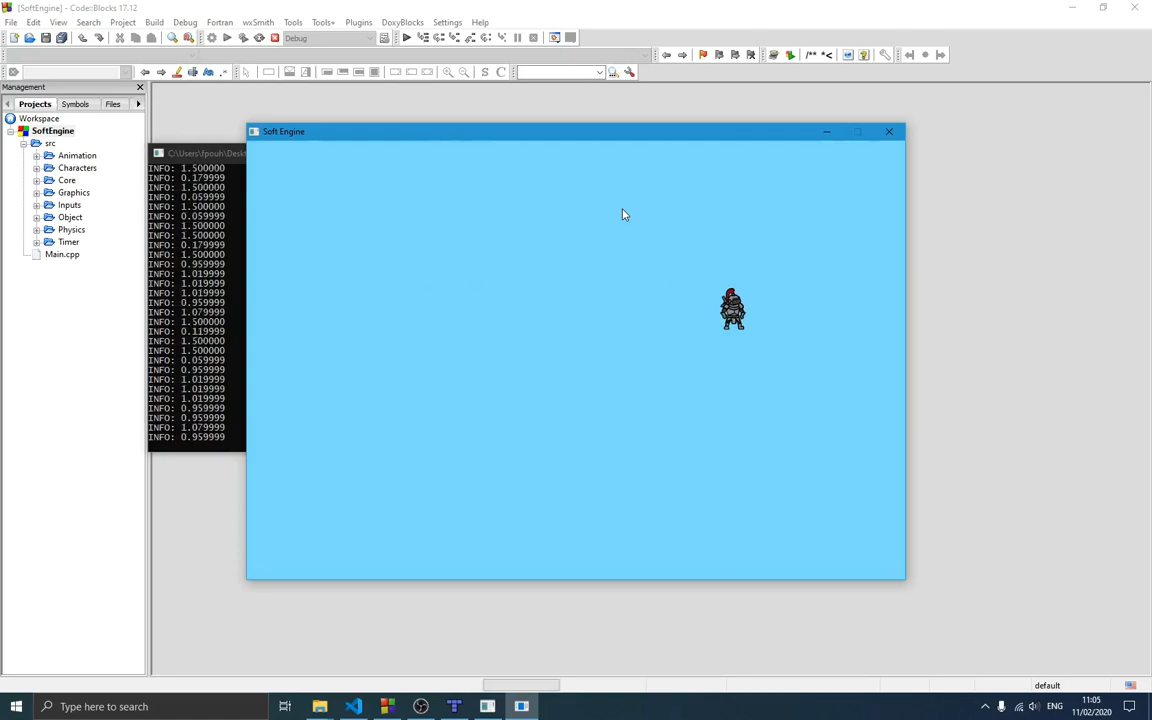 [SoftEngine] - Code::Blocks 17.12
File Edit View Search Project Build Debug Fortran wxSmith Tools Tools+ Plugins DoxyBlocks Settings Help
Debug
/** *<
S C
Management
Projects Symbols Files
Workspace
SoftEngine
src
Animation
Characters
Core
Graphics
Inputs
Object
Physics
Timer
Main.cpp
C:\Users\fpouh\Desk
INFO: 1.500000
INFO: 0.179999
INFO: 1.500000
INFO: 0.059999
INFO: 1.500000
INFO: 0.059999
INFO: 1.500000
INFO: 1.500000
INFO: 0.179999
INFO: 1.500000
INFO: 0.959999
INFO: 1.019999
INFO: 1.019999
INFO: 1.019999
INFO: 0.959999
INFO: 1.079999
INFO: 1.500000
INFO: 0.119999
INFO: 1.500000
INFO: 1.500000
INFO: 0.059999
INFO: 0.959999
INFO: 1.019999
INFO: 1.019999
INFO: 1.019999
INFO: 0.959999
INFO: 0.959999
INFO: 1.079999
INFO: 0.959999
Soft Engine
default
Type here to search
ENG
11:05
11/02/2020